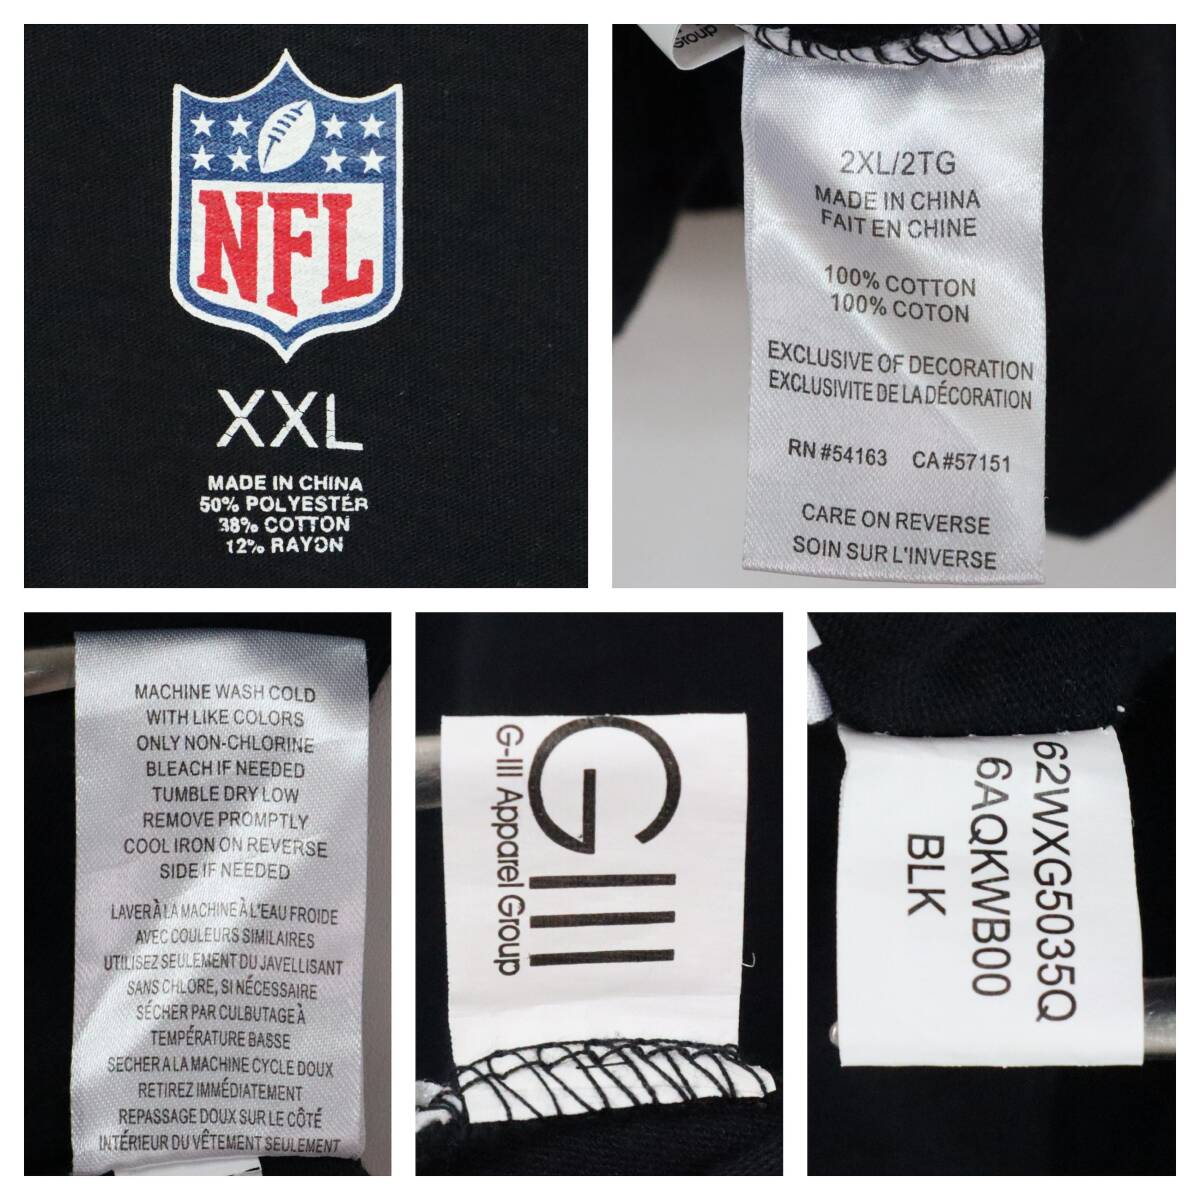 NFL
XXL
MADE IN CHINA
50% POLYESTER
38% COTTON
12% RAYON
Group
2XL/2TG
MADE IN CHINA
FAIT EN CHINE
100% COTTON
100% COTON
EXCLUSIVE OF DECORATION
EXCLUSIVITE DE LA DÉCORATION
RN #54163 CA #57151
CARE ON REVERSE
SOIN SUR L'INVERSE
MACHINE WASH COLD
WITH LIKE COLORS
ONLY NON-CHLORINE
BLEACH IF NEEDED
TUMBLE DRY LOW
REMOVE PROMPTLY
COOL IRON ON REVERSE
SIDE IF NEEDED
LAVER À LA MACHINE À L'EAU FROIDE
AVEC COULEURS SIMILAIRES
UTILISEZ SEULEMENT DU JAVELLISANT
SANS CHLORE, SI NÉCESSAIRE
SÉCHER PAR CULBUTAGE À
TEMPÉRATURE BASSE
SECHER A LA MACHINE CYCLE DOUX
RETIREZ IMMÉDIATEMENT
REPASSAGE DOUX SUR LE CÔTÉ
INTÉRIEUR DU VÊTEMENT SEULEMENT
GIII
G-III Apparel Group
62WXG5035Q
6AQKWB00
BLK